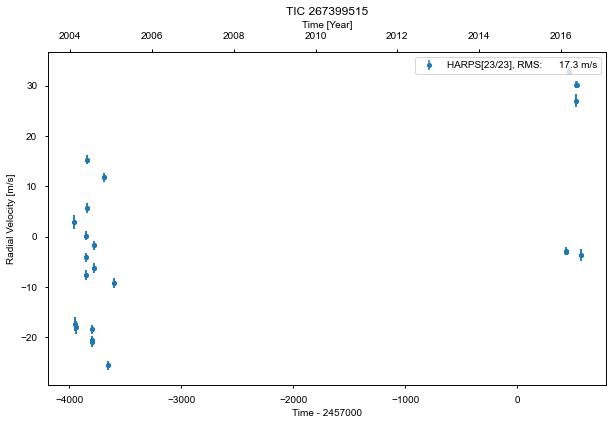 TIC 267399515
Time [Year]
2004 2006 2008 2010 2012 2014 2016
HARPS[23/23], RMS: 17.3 m/s
Radial Velocity [m/s]
30
20
10
0
−10
−20
−4000 −3000 −2000 −1000 0
Time - 2457000